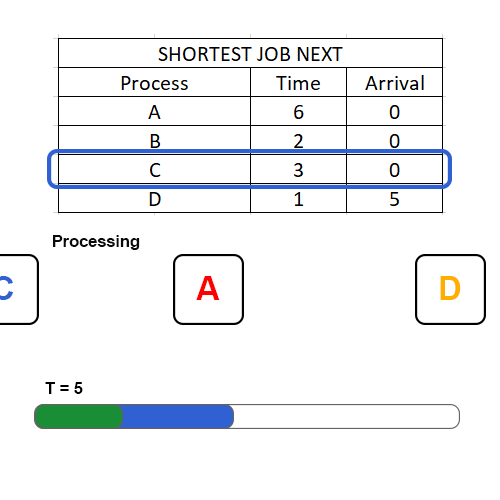 SHORTEST JOB NEXT
Process Time Arrival
A 6 0
B 2 0
C 3 0
D 1 5
Processing
C A D
T = 5